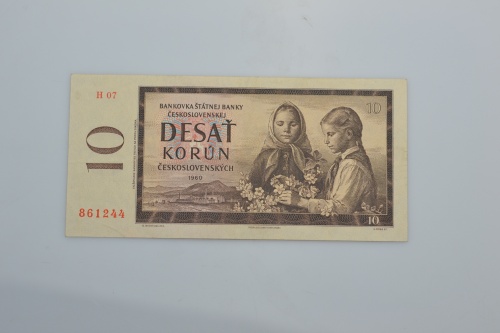 H 07
10
861244
BANKOVKA ŠTÁTNEJ BANKY
ČESKOSLOVENSKEJ
DESAŤ
KORÚN
ČESKOSLOVENSKÝCH
1960
10
10